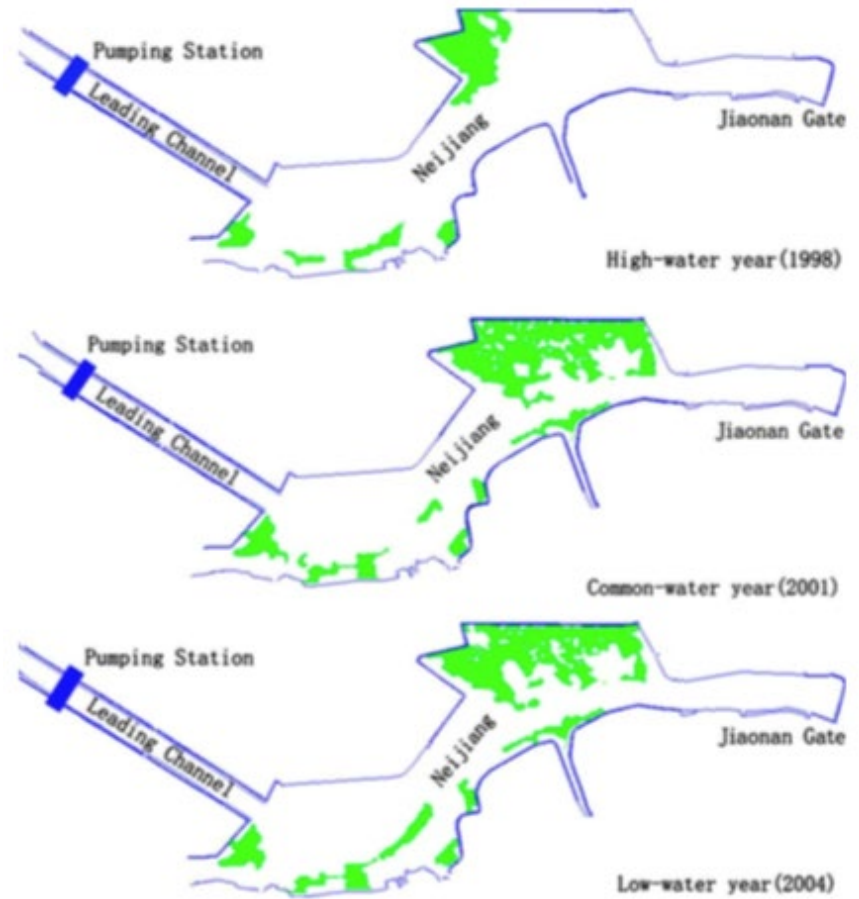 Pumping Station
Leading Channel
Neijiang
Jiaonan Gate
High-water year(1998)
Pumping Station
Leading Channel
Neijiang
Jiaonan Gate
Common-water year(2001)
Pumping Station
Leading Channel
Neijiang
Jiaonan Gate
Low-water year(2004)